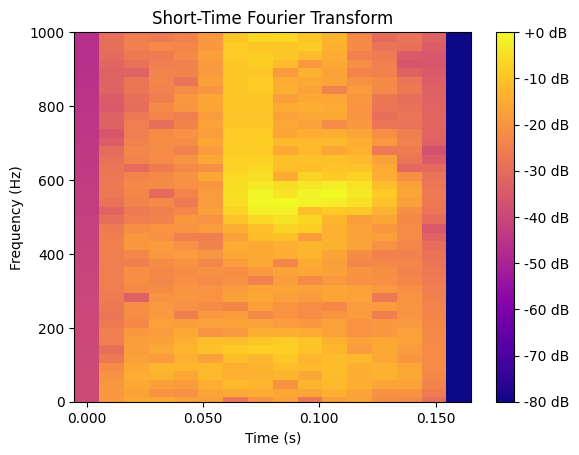 Short-Time Fourier Transform
Frequency (Hz)
1000
800
600
400
200
0
0.000
0.050
0.100
0.150
Time (s)
+0 dB
-10 dB
-20 dB
-30 dB
-40 dB
-50 dB
-60 dB
-70 dB
-80 dB